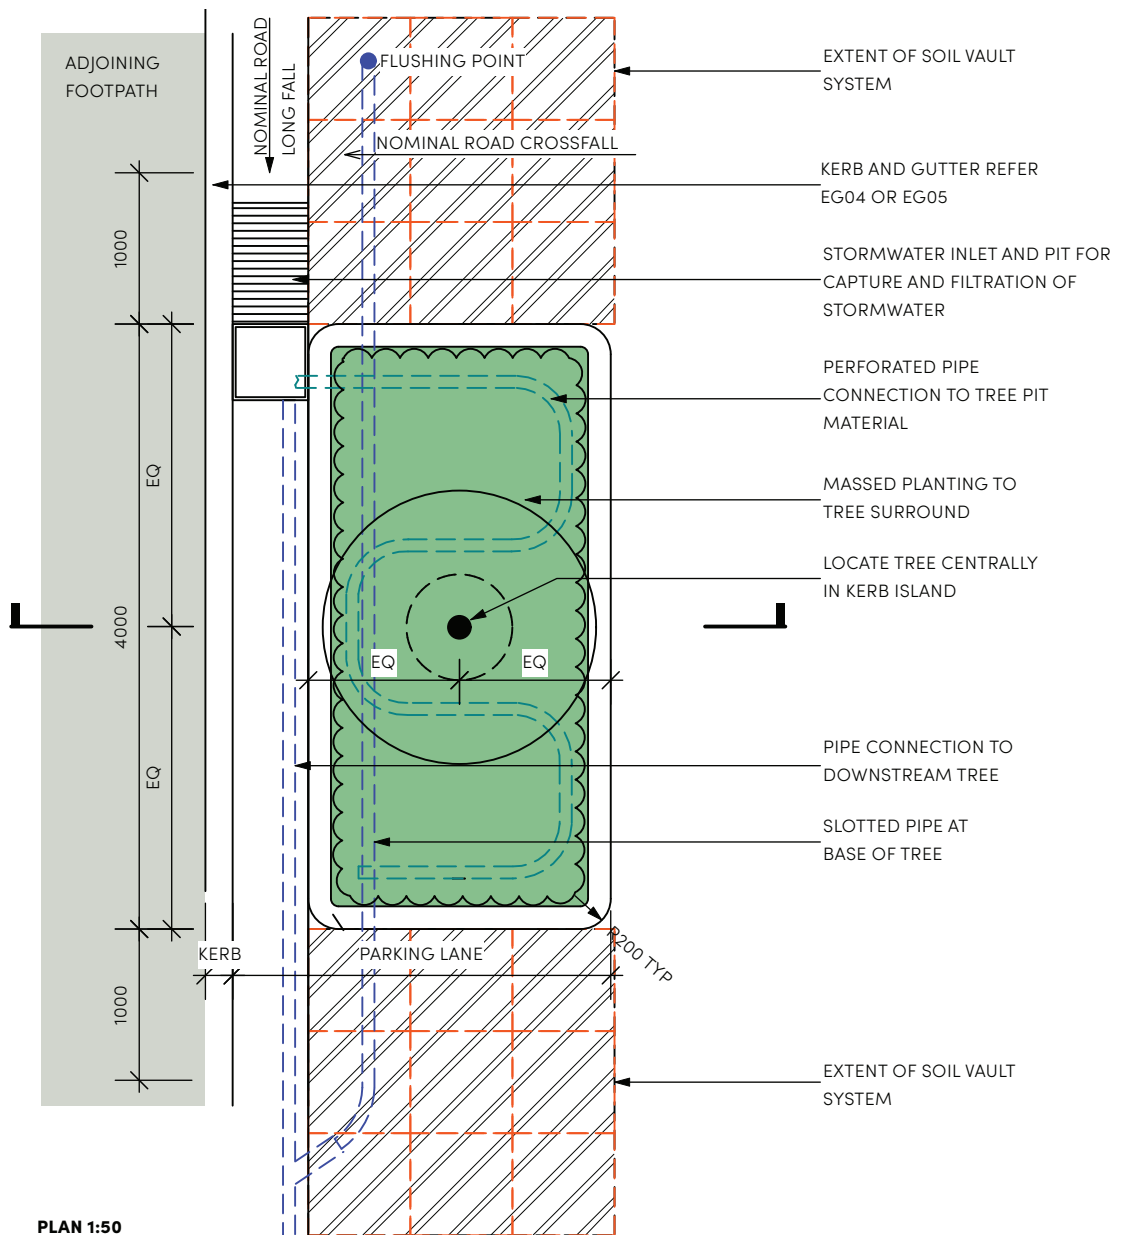 ADJOINING
FOOTPATH
NOMINAL ROAD
LONG FALL
FLUSHING POINT
NOMINAL ROAD CROSSFALL
EXTENT OF SOIL VAULT
SYSTEM
KERB AND GUTTER REFER
EG04 OR EG05
STORMWATER INLET AND PIT FOR
CAPTURE AND FILTRATION OF
STORMWATER
PERFORATED PIPE
CONNECTION TO TREE PIT
MATERIAL
MASSED PLANTING TO
TREE SURROUND
LOCATE TREE CENTRALLY
IN KERB ISLAND
PIPE CONNECTION TO
DOWNSTREAM TREE
SLOTTED PIPE AT
BASE OF TREE
EXTENT OF SOIL VAULT
SYSTEM
1000
EQ
4000
EQ
EQ
EQ
1000
KERB
PARKING LANE
R200 TYP
PLAN 1:50